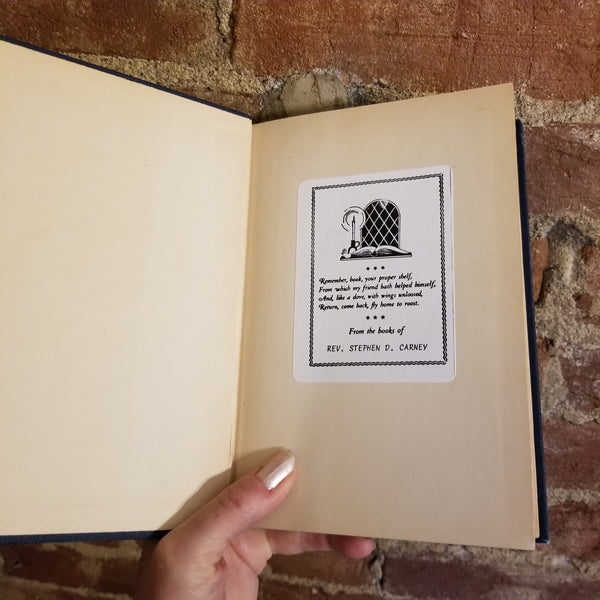 * * *
Remember, book, your proper shelf,
From which my friend hath helped himself,
And, like a dove, with wings unloosed,
Return, come back, fly home to roost.
* * *
From the books of
REV. STEPHEN D. CARNEY